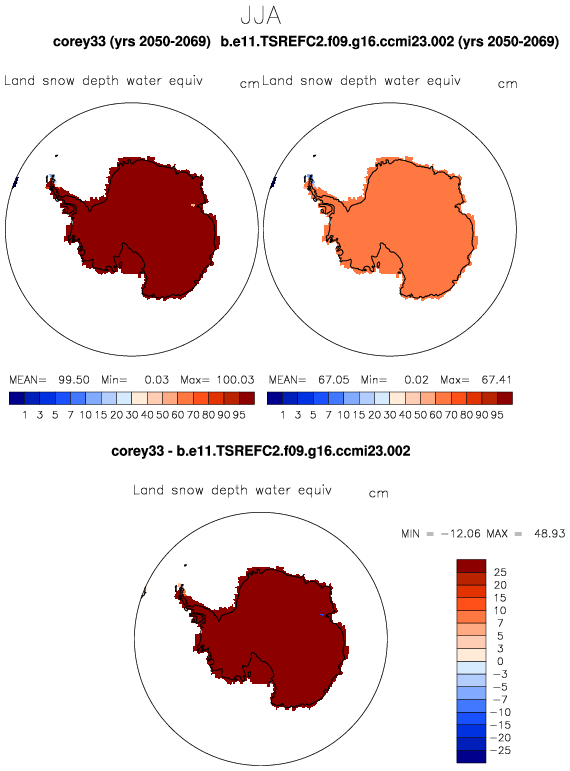 JJA
corey33 (yrs 2050-2069) b.e11.TSREFC2.f09.g16.ccmi23.002 (yrs 2050-2069)
Land snow depth water equiv cm Land snow depth water equiv cm
MEAN= 99.50 Min= 0.03 Max= 100.03 MEAN= 67.05 Min= 0.02 Max= 67.41
1 3 5 7 10 15 20 30 40 50 60 70 80 90 95 1 3 5 7 10 15 20 30 40 50 60 70 80 90 95
corey33 - b.e11.TSREFC2.f09.g16.ccmi23.002
Land snow depth water equiv cm
MIN = -12.06 MAX = 48.93
25
20
15
10
7
5
3
0
-3
-5
-7
-10
-15
-20
-25